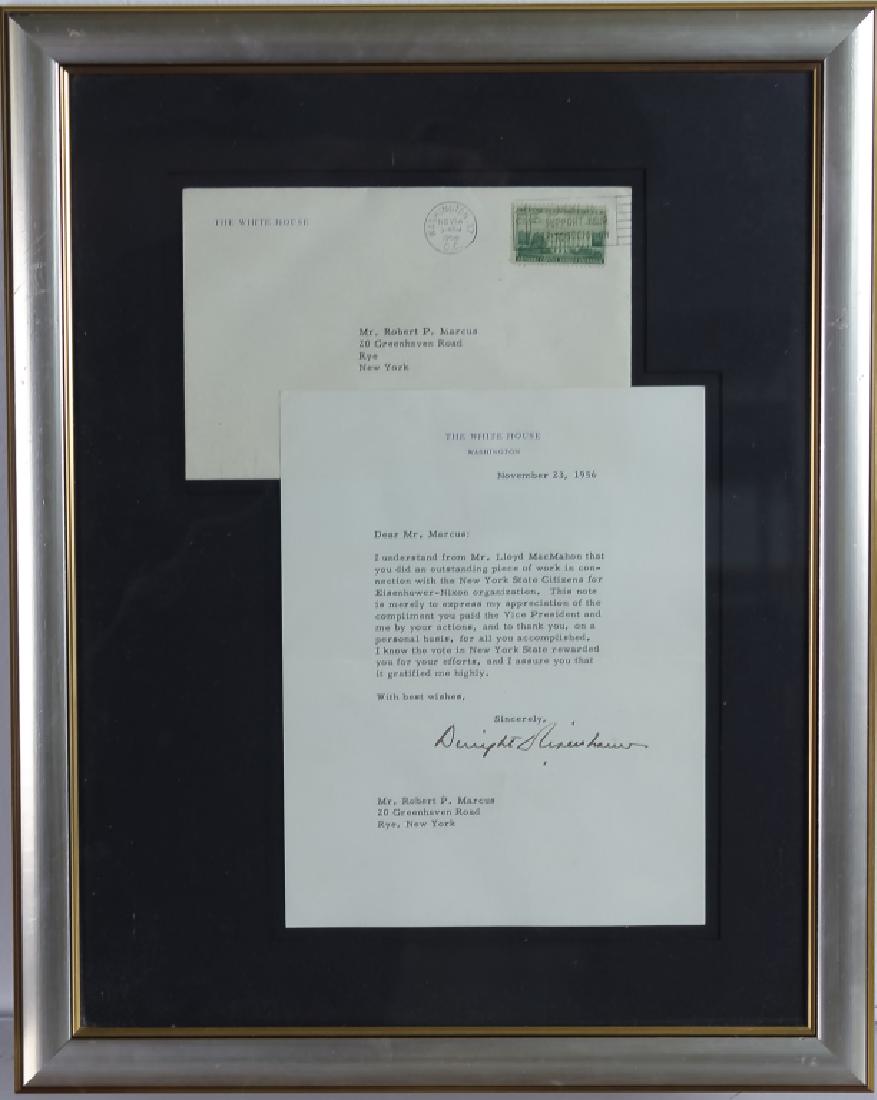 THE WHITE HOUSE
WASHINGTON
D.C.
SUPPORT YOUR
Mr. Robert P. Marcus
20 Greenhaven Road
Rye
New York
THE WHITE HOUSE
WASHINGTON
November 23, 1956
Dear Mr. Marcus:
I understand from Mr. Lloyd MacMahon that
you did an outstanding piece of work in con-
nection with the New York State Citizens for
Eisenhower-Nixon organization. This note
is merely to express my appreciation of the
compliment you paid the Vice President and
me by your actions, and to thank you, on a
personal basis, for all you accomplished.
I know the vote in New York State rewarded
you for your efforts, and I assure you that
it gratified me highly.
With best wishes,
Sincerely,
Dwight D Eisenhower
Mr. Robert P. Marcus
20 Greenhaven Road
Rye, New York